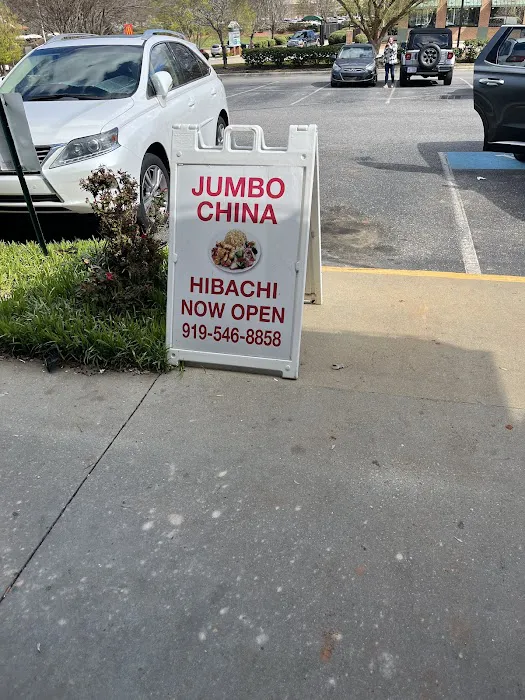 JUMBO
CHINA
HIBACHI
NOW OPEN
919-546-8858